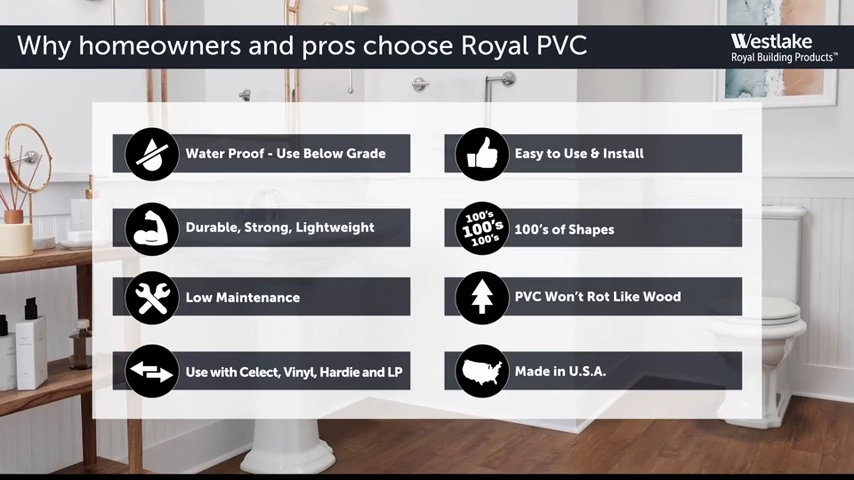 Why homeowners and pros choose Royal PVC
Westlake
Royal Building Products™
Water Proof - Use Below Grade
Easy to Use & Install
Durable, Strong, Lightweight
100's
100's
100's
100's of Shapes
Low Maintenance
PVC Won't Rot Like Wood
Use with Celect, Vinyl, Hardie and LP
Made in U.S.A.